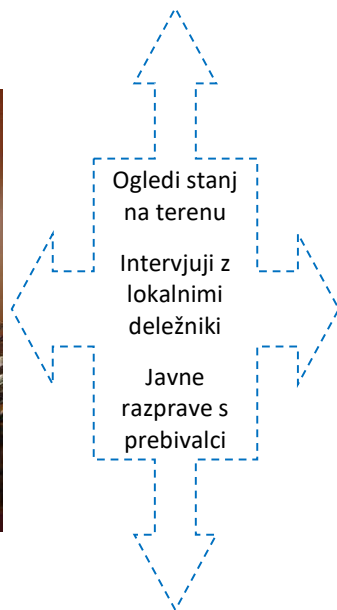 Ogledi stanj
na terenu
Intervjuji z
lokalnimi
deležniki
Javne
razprave s
prebivalci